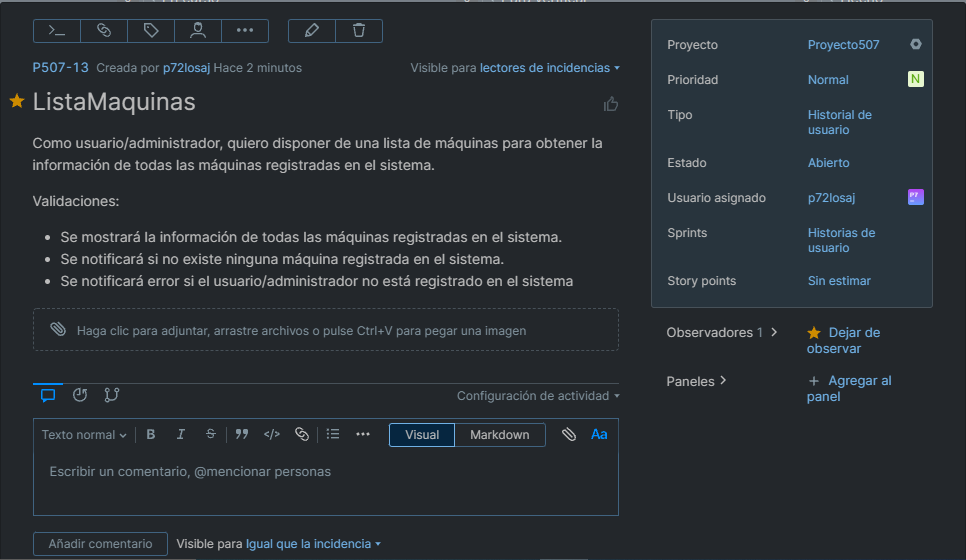 P507-13 Creada por p72losaj Hace 2 minutos
Visible para lectores de incidencias
ListaMaquinas
Como usuario/administrador, quiero disponer de una lista de máquinas para obtener la
información de todas las máquinas registradas en el sistema.
Validaciones:
• Se mostrará la información de todas las máquinas registradas en el sistema.
• Se notificará si no existe ninguna máquina registrada en el sistema.
• Se notificará error si el usuario/administrador no está registrado en el sistema
Haga clic para adjuntar, arrastre archivos o pulse Ctrl+V para pegar una imagen
Configuración de actividad
Texto normal B I S </> Visual Markdown Aa
Escribir un comentario, @mencionar personas
Añadir comentario Visible para Igual que la incidencia
Proyecto Proyecto507
Prioridad Normal N
Tipo Historial de
usuario
Estado Abierto
Usuario asignado p72losaj P7
Sprints Historias de
usuario
Story points Sin estimar
Observadores 1 Dejar de
observar
Paneles + Agregar al
panel